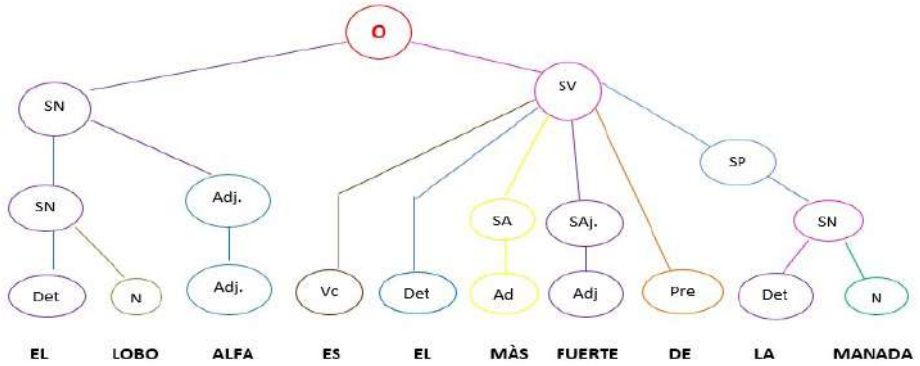 O
SN SV
SP
SN Adj. SA SAj. SN
Det N Adj. Vc Det Ad Adj Pre Det N
EL LOBO ALFA ES EL MÀS FUERTE DE LA MANADA